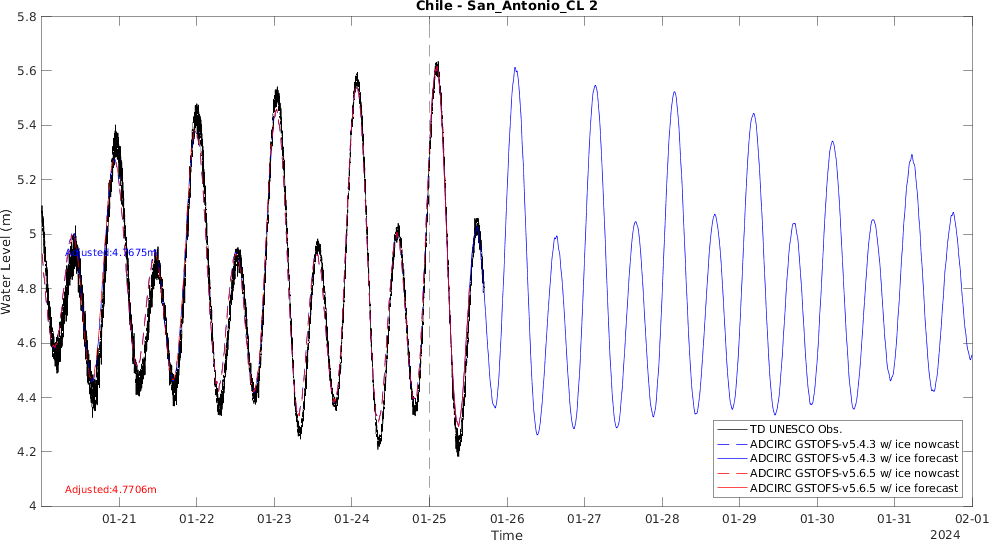 Chile - San_Antonio_CL 2
5.8
5.6
5.4
5.2
5
4.8
4.6
4.4
4.2
4
Water Level (m)
Adjusted:4.7675m
Adjusted:4.7706m
TD UNESCO Obs.
ADCIRC GSTOFS-v5.4.3 w/ ice nowcast
ADCIRC GSTOFS-v5.4.3 w/ ice forecast
ADCIRC GSTOFS-v5.6.5 w/ ice nowcast
ADCIRC GSTOFS-v5.6.5 w/ ice forecast
01-21 01-22 01-23 01-24 01-25 01-26 01-27 01-28 01-29 01-30 01-31 02-01
Time
2024